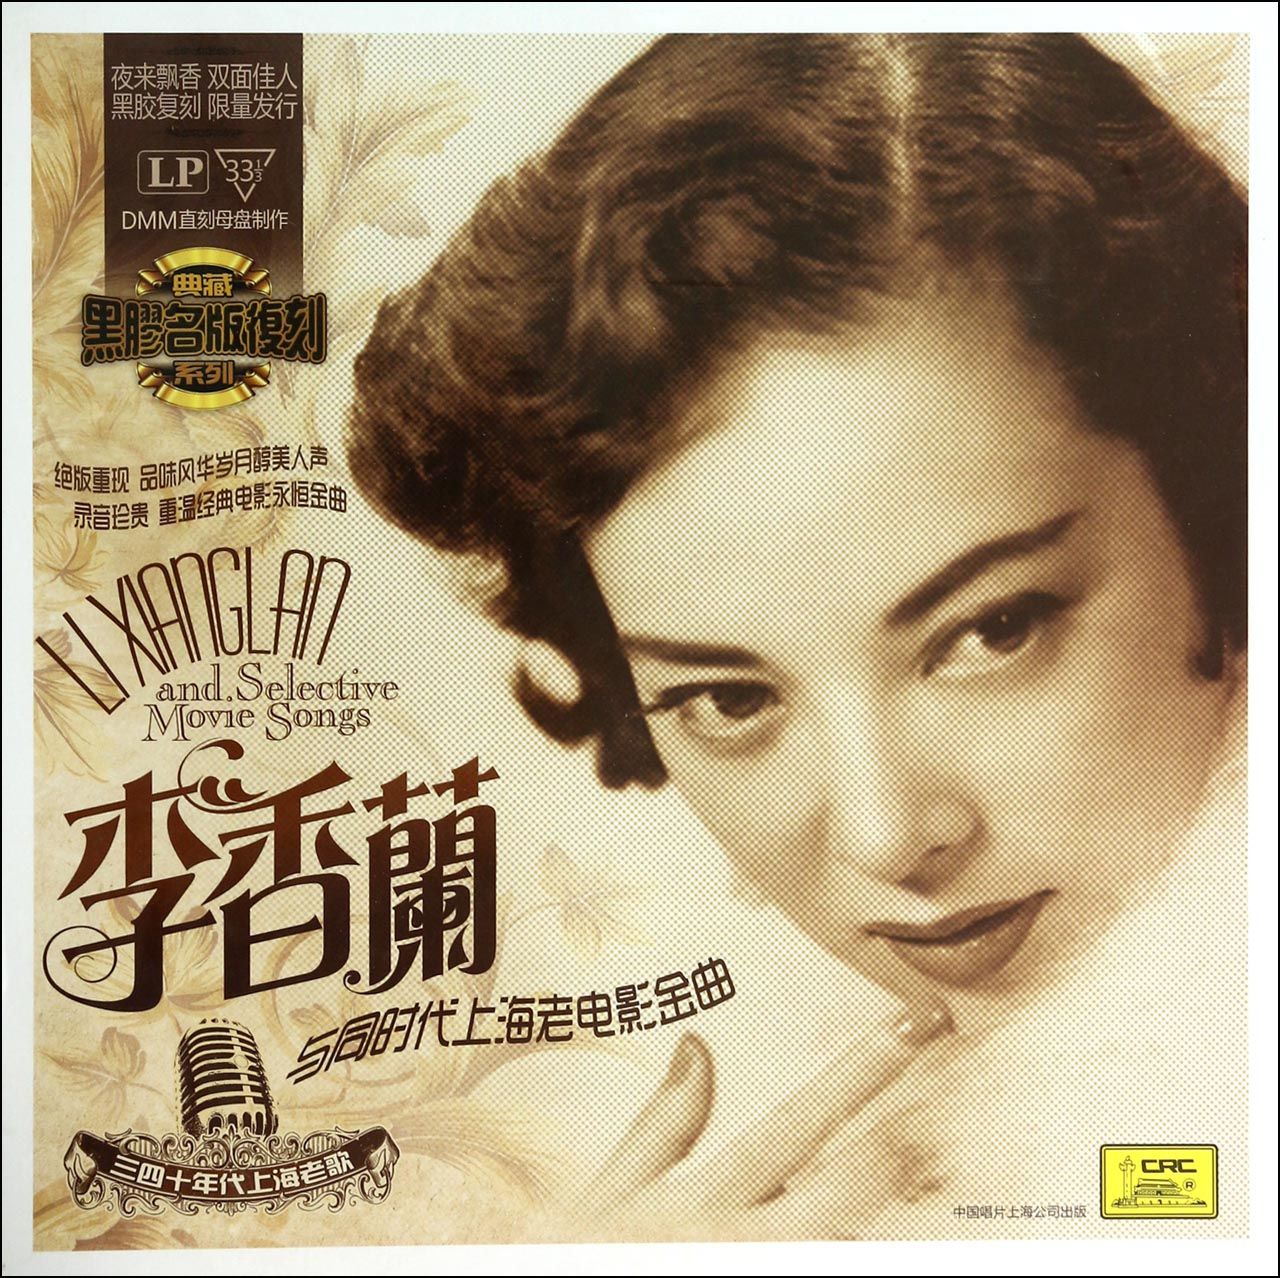 夜来飘香 双面佳人
黑胶复刻 限量发行
LP 33⅓
DMM直刻母盘制作
典藏
黑膠名版復刻
系列
绝版重现 品味风华岁月醇美人声
录音珍贵 重温经典电影永恒金曲
LI XIANGLAN
and Selective
Movie Songs
李香蘭
与同时代上海老电影金曲
三四十年代上海老歌
CRC
®
中国唱片上海公司出版